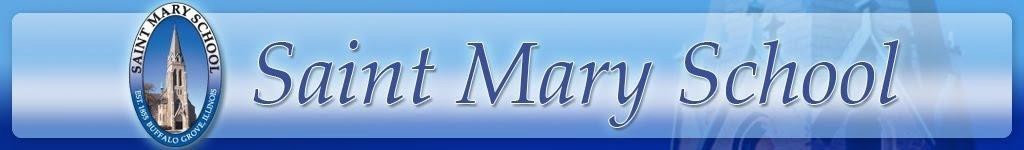 SAINT MARY SCHOOL
EST. 1855 BUFFALO GROVE, ILLINOIS
Saint Mary School